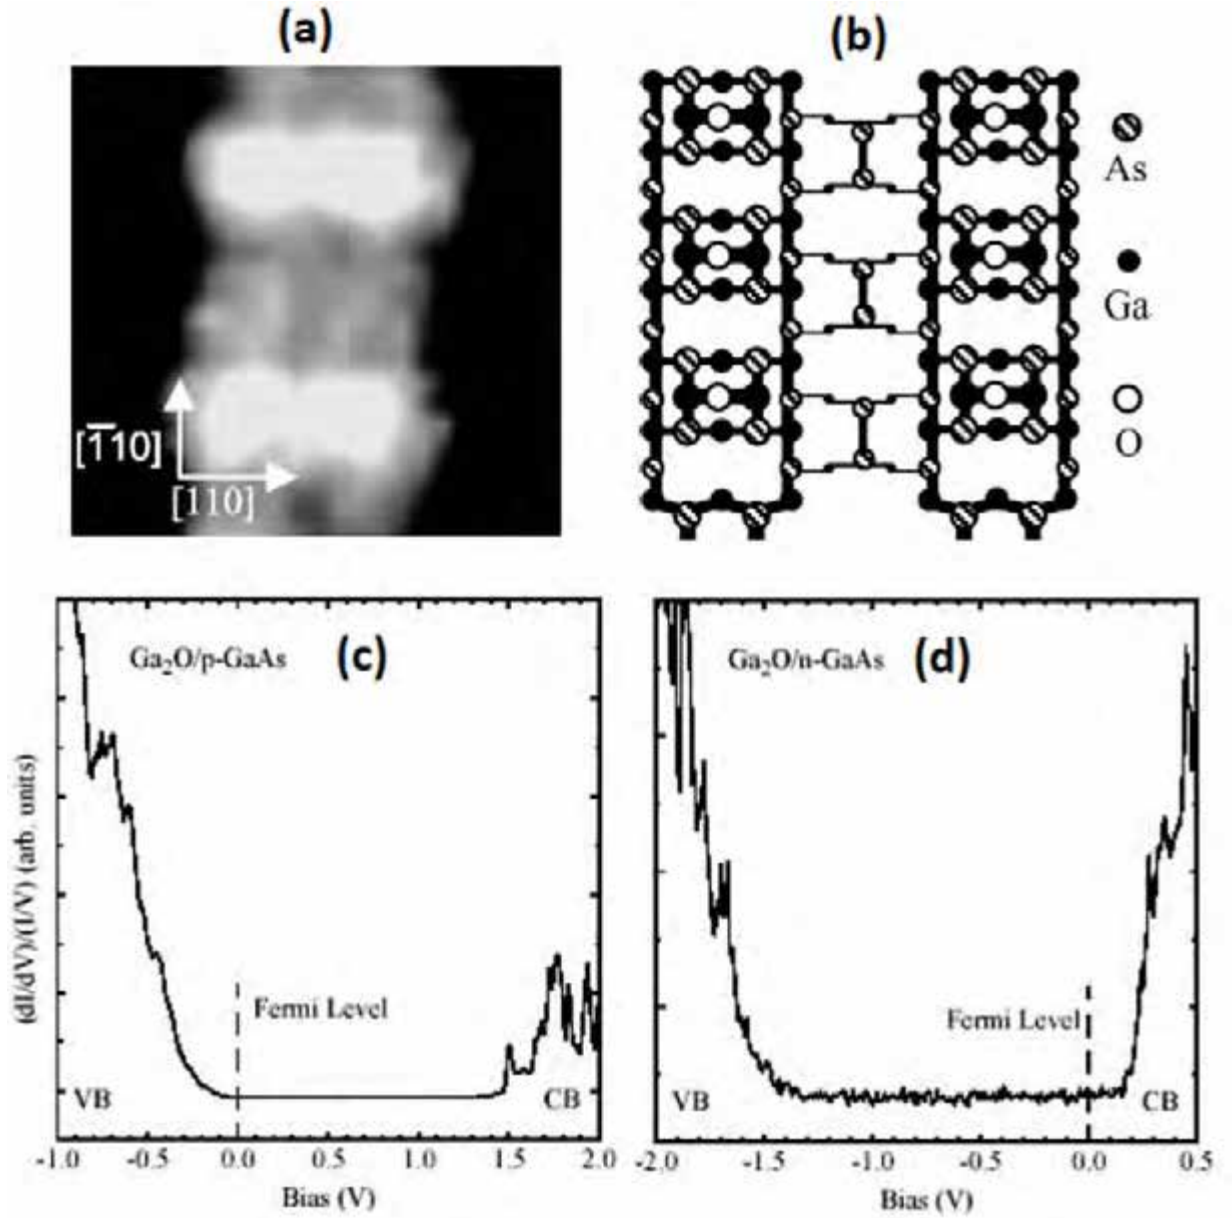 (a)
[1̄10]
[110]
(b)
As
Ga
O
(c)
Ga₂O/p-GaAs
(dI/dV)/(I/V) (arb. units)
Fermi Level
VB
CB
-1.0 -0.5 0.0 0.5 1.0 1.5 2.0
Bias (V)
(d)
Ga₂O/n-GaAs
Fermi Level
VB
CB
-2.0 -1.5 -1.0 -0.5 0.0 0.5
Bias (V)